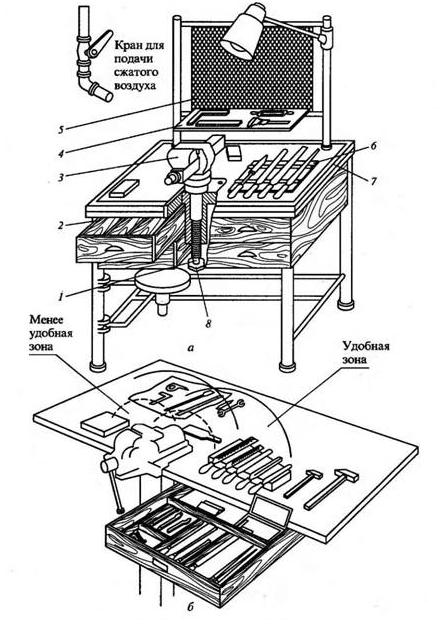 Кран для
подачи
сжатого
воздуха
5
4
3
6
7
2
1
8
а
Менее
удобная
зона
Удобная
зона
б